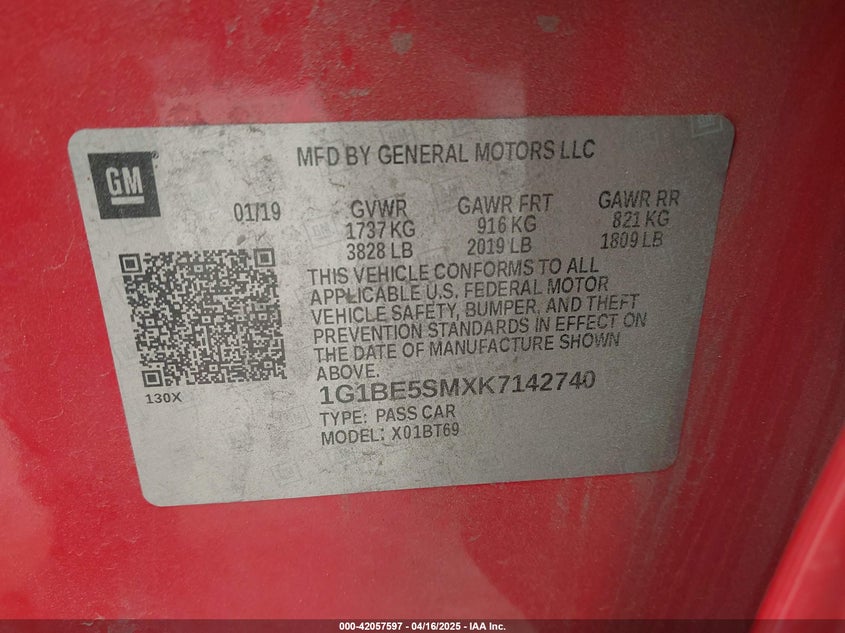 GM
MFD BY GENERAL MOTORS LLC
01/19
GVWR
1737 KG
3828 LB
GAWR FRT
916 KG
2019 LB
GAWR RR
821 KG
1809 LB
THIS VEHICLE CONFORMS TO ALL
APPLICABLE U.S. FEDERAL MOTOR
VEHICLE SAFETY, BUMPER, AND THEFT
PREVENTION STANDARDS IN EFFECT ON
THE DATE OF MANUFACTURE SHOWN
ABOVE.
130X
1G1BE5SMXK7142740
TYPE: PASS CAR
MODEL: X01BT69
000-42057597 - 04/16/2025 - IAA Inc.